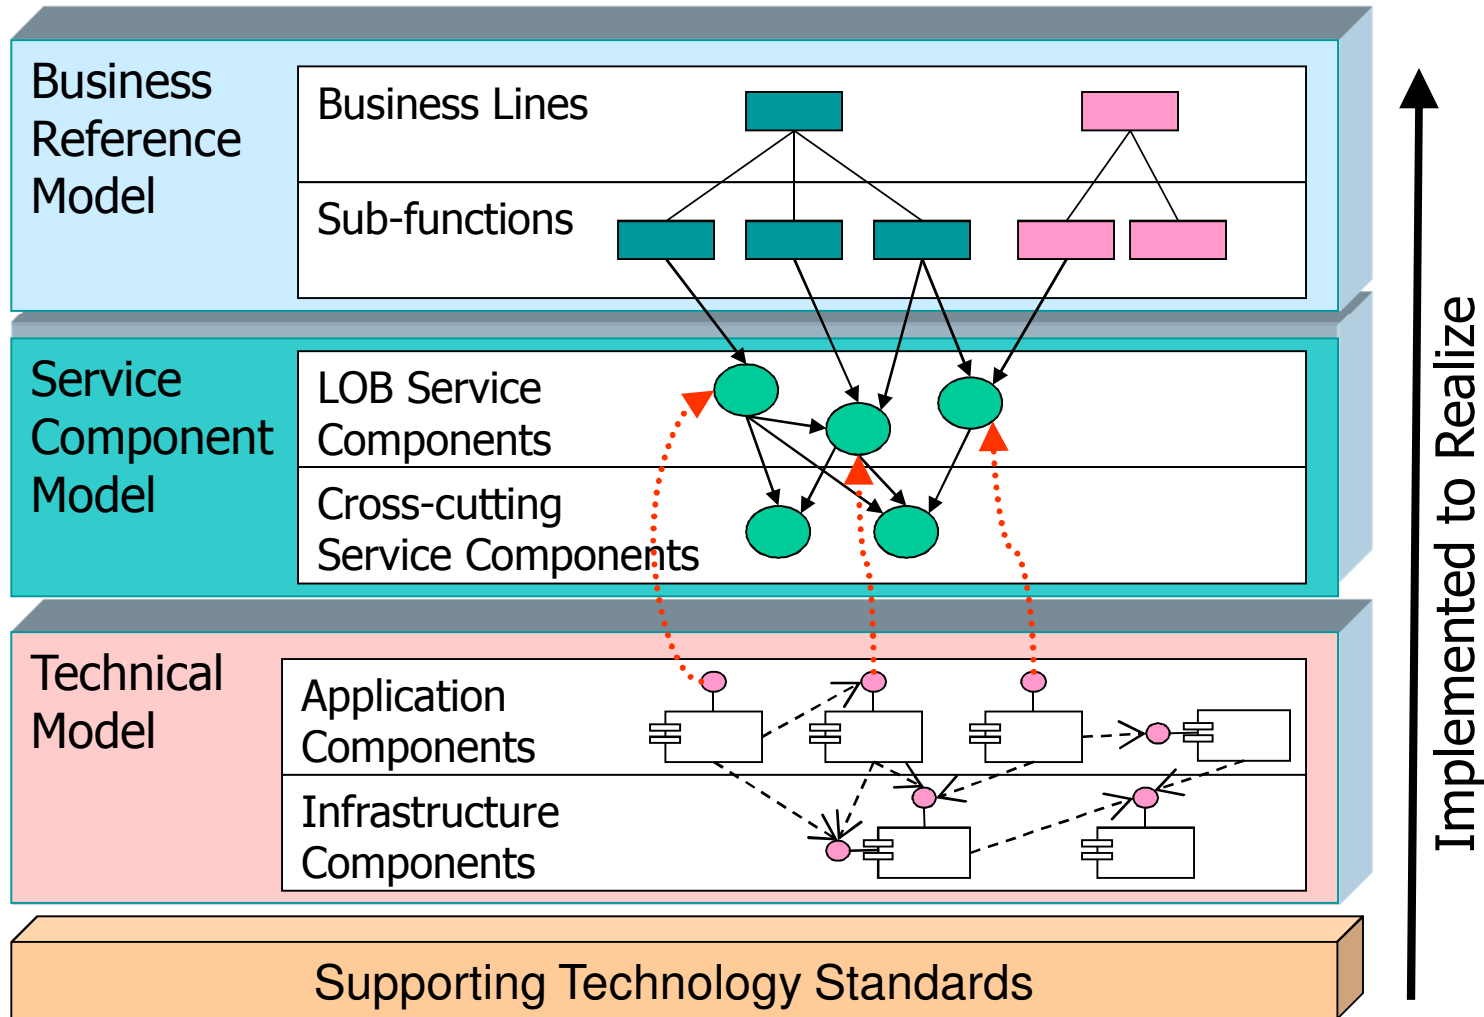 Business
Reference
Model
Business Lines
Sub-functions
Service
Component
Model
LOB Service
Components
Cross-cutting
Service Components
Technical
Model
Application
Components
Infrastructure
Components
Supporting Technology Standards
Implemented to Realize